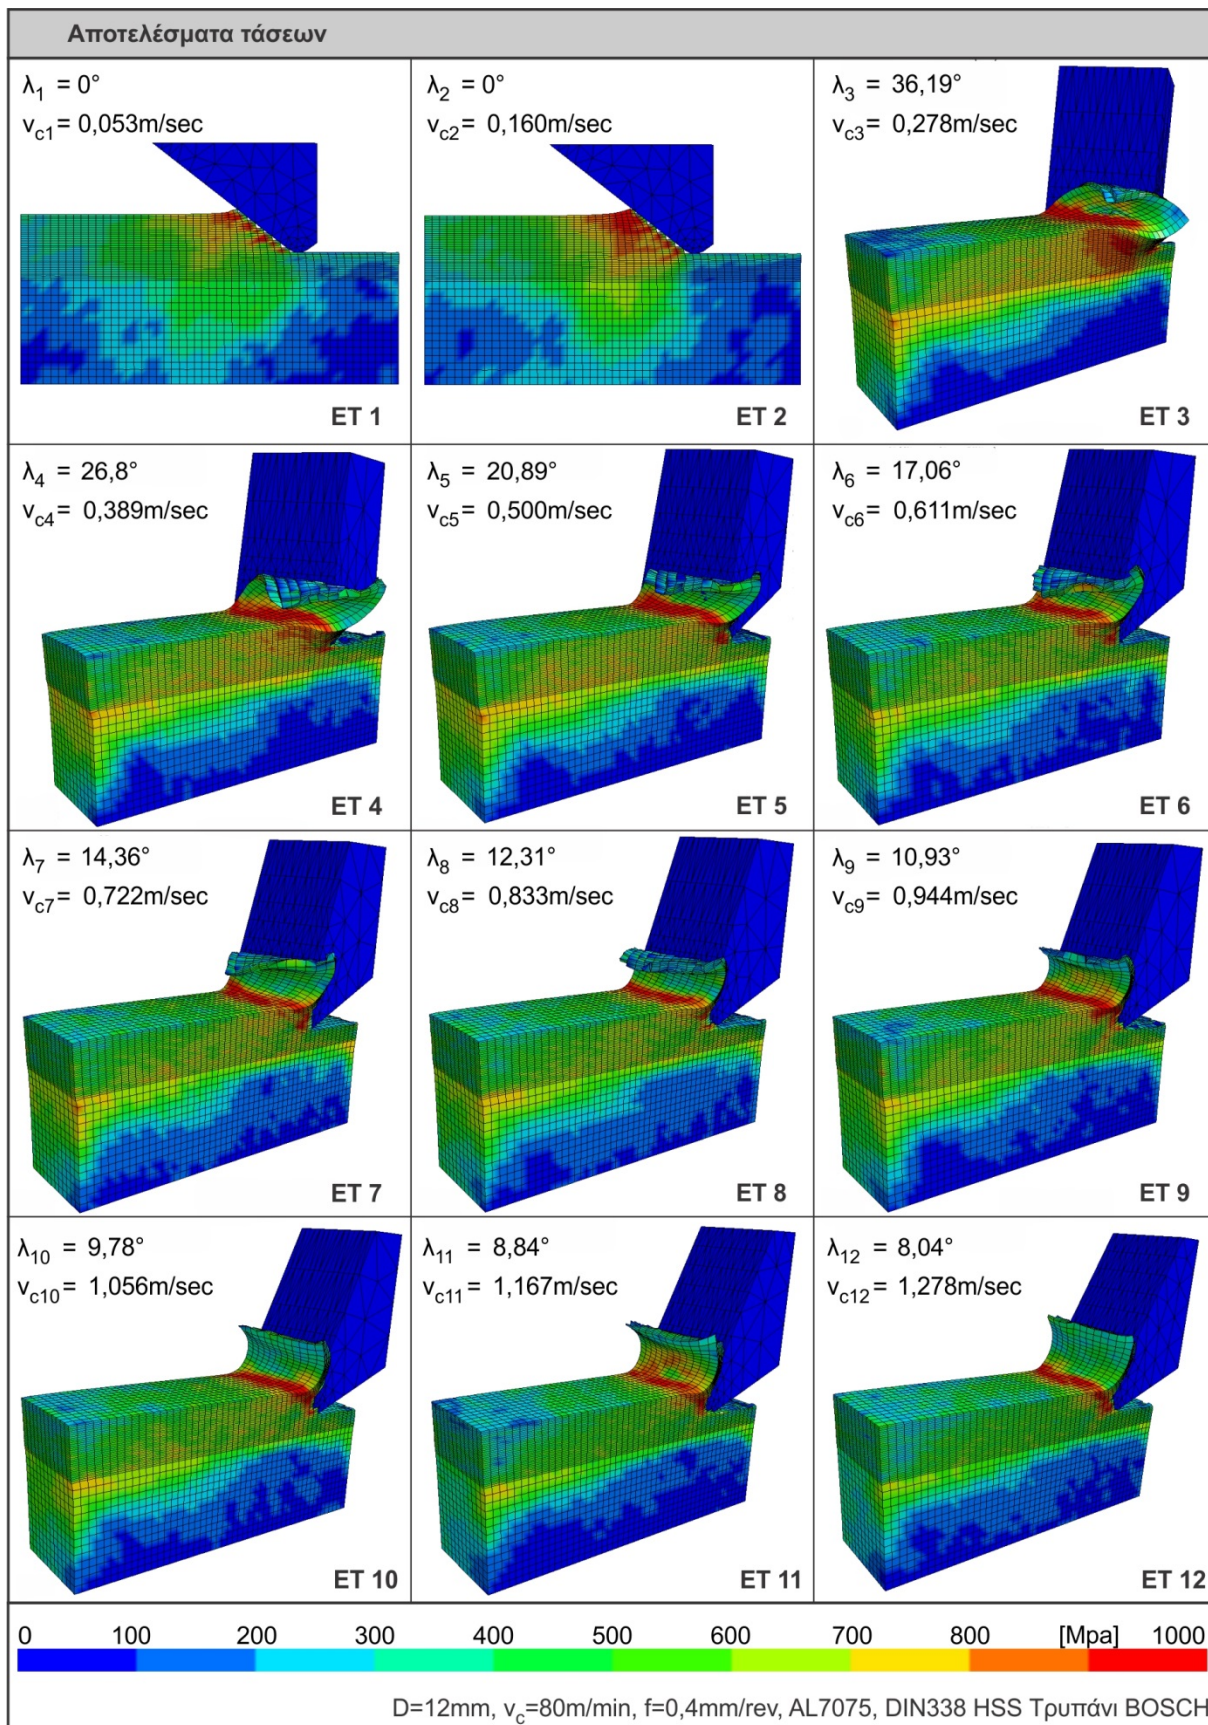 Αποτελέσματα τάσεων
λ1 = 0°
vc1= 0,053m/sec
ET 1
λ2 = 0°
vc2= 0,160m/sec
ET 2
λ3 = 36,19°
vc3= 0,278m/sec
ET 3
λ4 = 26,8°
vc4= 0,389m/sec
ET 4
λ5 = 20,89°
vc5= 0,500m/sec
ET 5
λ6 = 17,06°
vc6= 0,611m/sec
ET 6
λ7 = 14,36°
vc7= 0,722m/sec
ET 7
λ8 = 12,31°
vc8= 0,833m/sec
ET 8
λ9 = 10,93°
vc9= 0,944m/sec
ET 9
λ10 = 9,78°
vc10= 1,056m/sec
ET 10
λ11 = 8,84°
vc11= 1,167m/sec
ET 11
λ12 = 8,04°
vc12= 1,278m/sec
ET 12
0 100 200 300 400 500 600 700 800 [Mpa] 1000
D=12mm, vc=80m/min, f=0,4mm/rev, AL7075, DIN338 HSS Τρυπάνι BOSCH